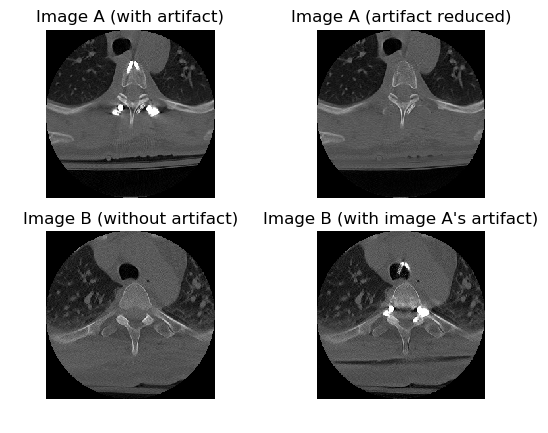 Image A (with artifact)
Image A (artifact reduced)
Image B (without artifact)
Image B (with image A's artifact)